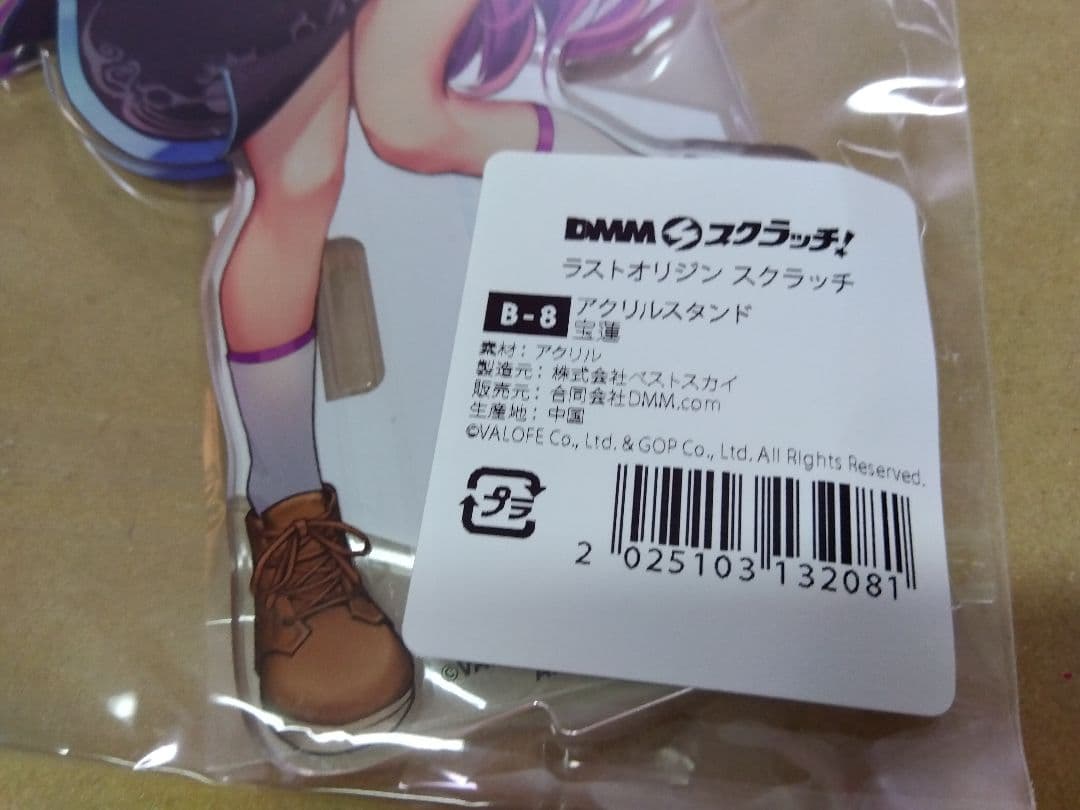 DMMスクラッチ!
ラストオリジン スクラッチ
B-8 アクリルスタンド
宝蓮
素材：アクリル
製造元：株式会社ベストスカイ
販売元：合同会社DMM.com
生産地：中国
©VALOFE Co., Ltd. & GOP Co., Ltd. All Rights Reserved.
プラ
2 025103 132081
©VA